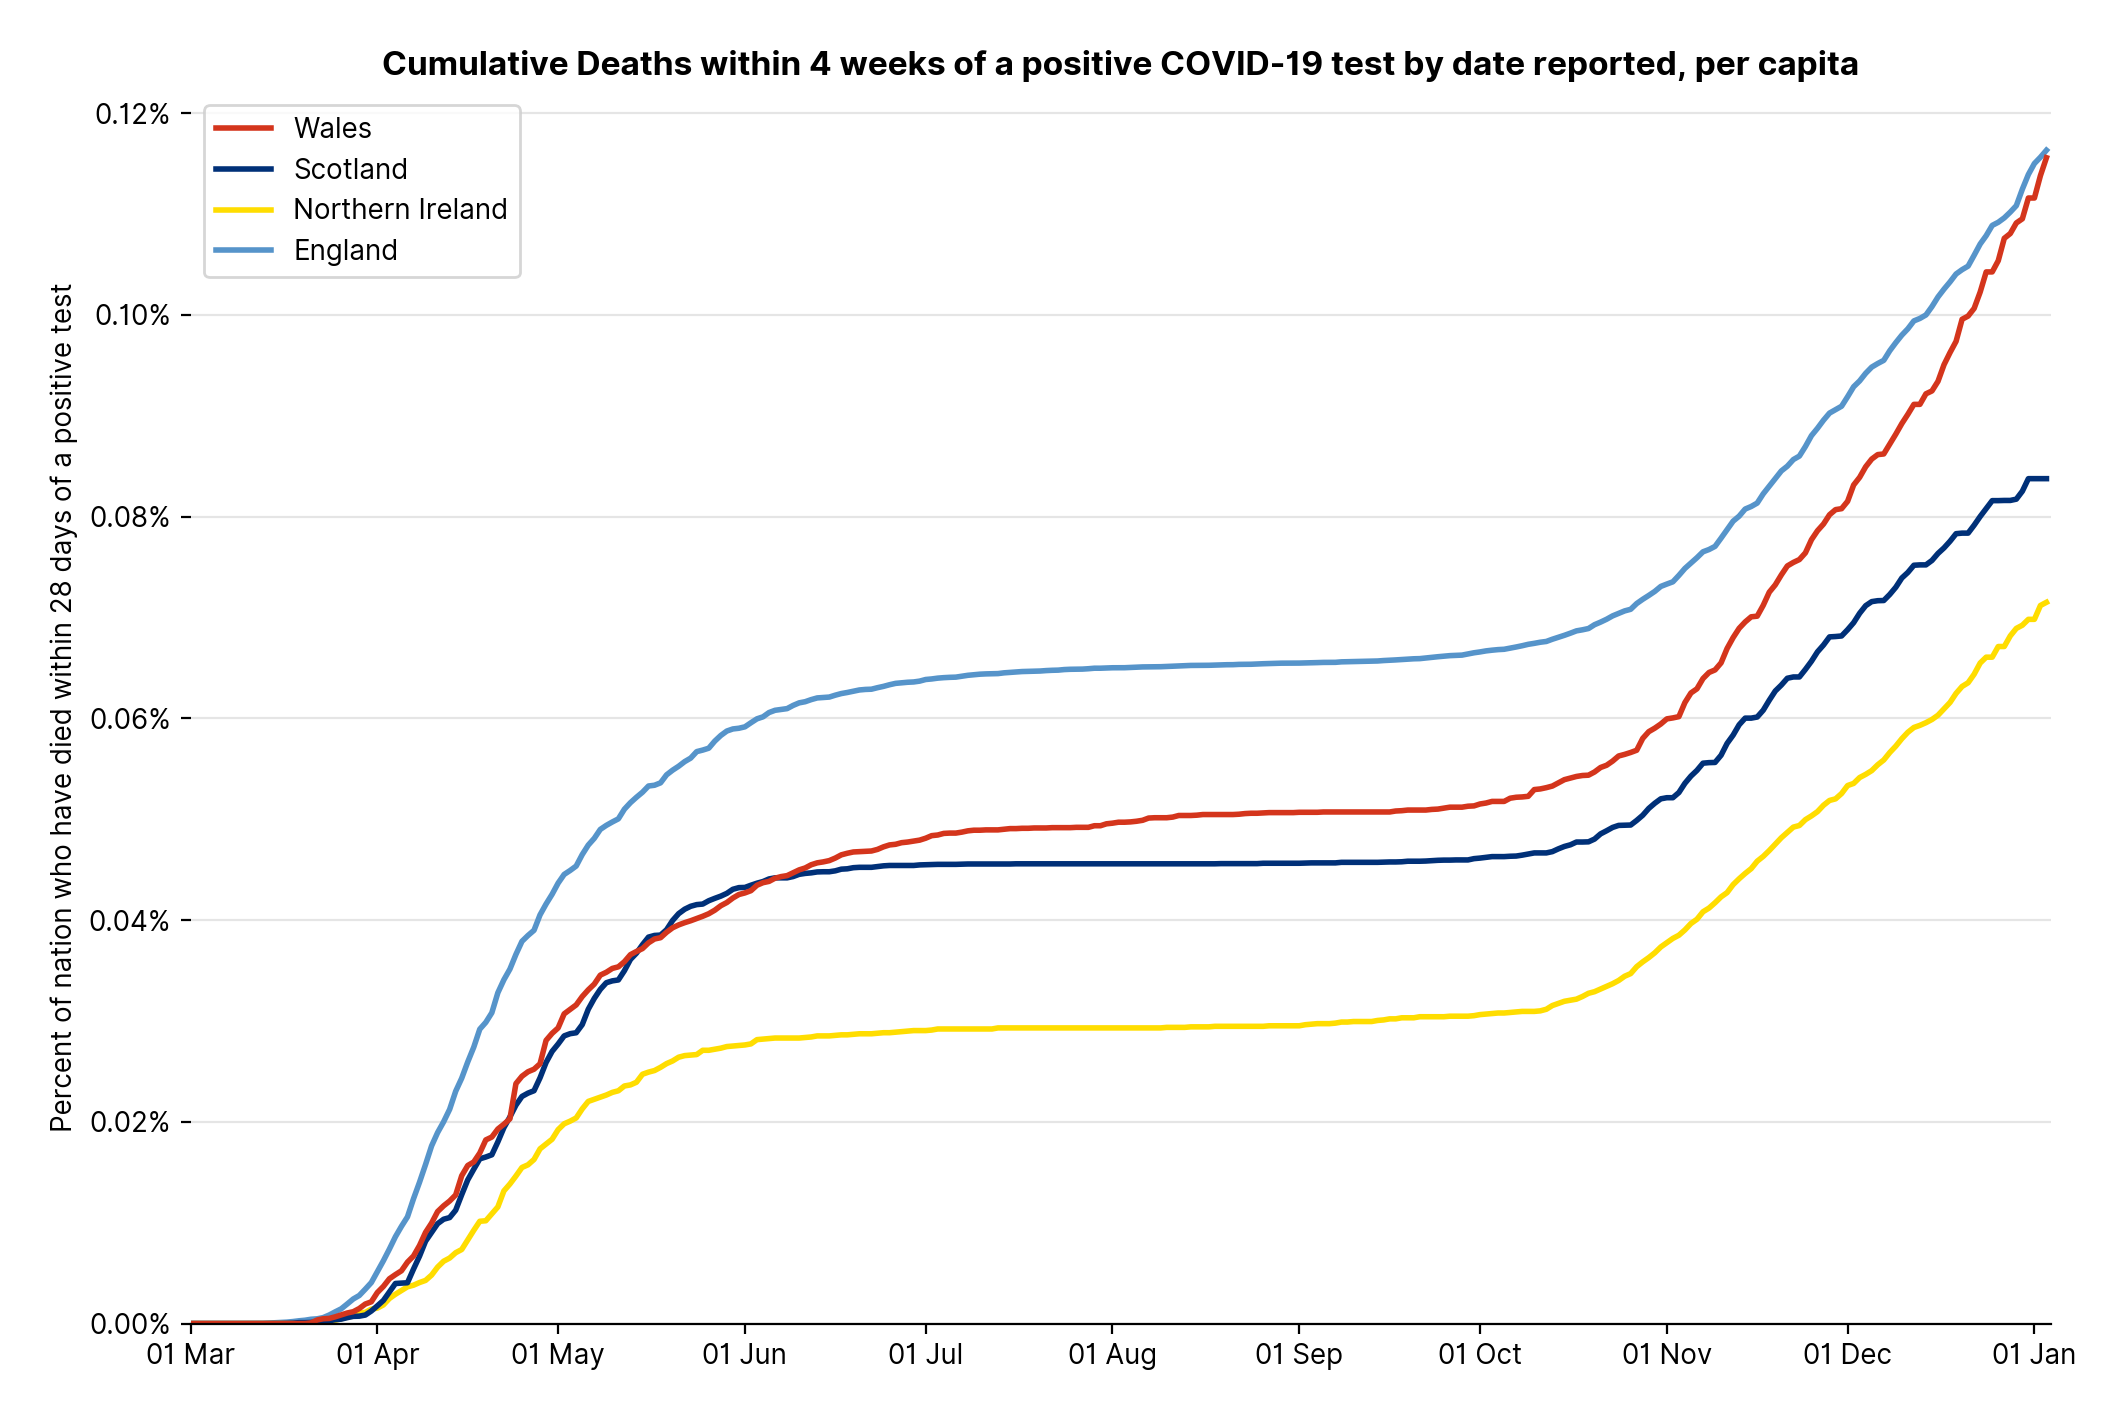 Cumulative Deaths within 4 weeks of a positive COVID-19 test by date reported, per capita
Wales
Scotland
Northern Ireland
England
Percent of nation who have died within 28 days of a positive test
0.12%
0.10%
0.08%
0.06%
0.04%
0.02%
0.00%
01 Mar 01 Apr 01 May 01 Jun 01 Jul 01 Aug 01 Sep 01 Oct 01 Nov 01 Dec 01 Jan